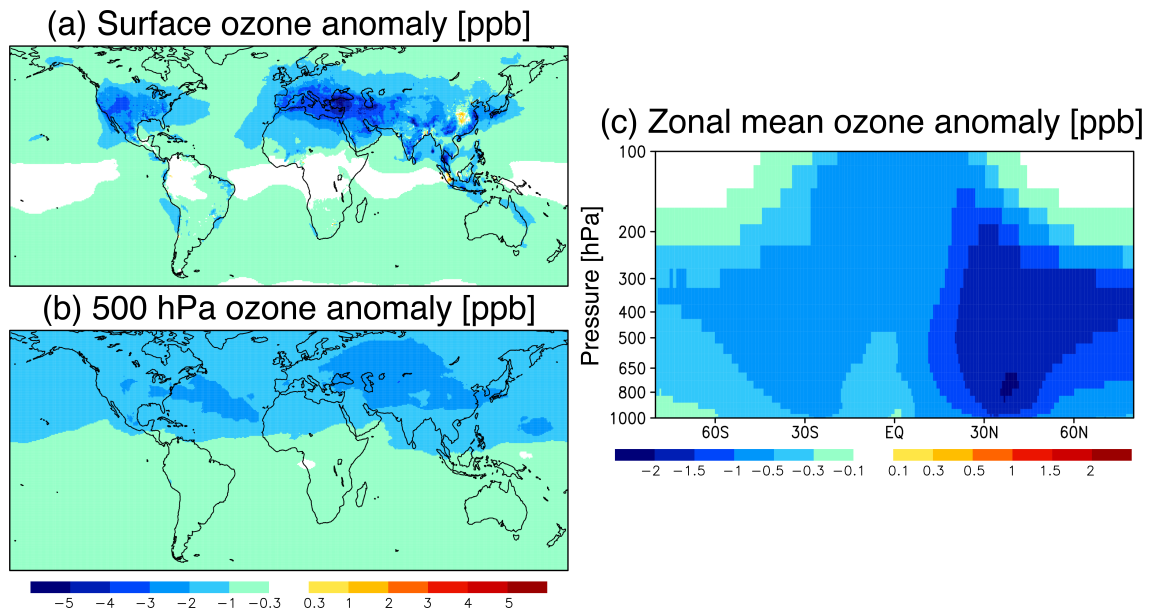 (a) Surface ozone anomaly [ppb]
(b) 500 hPa ozone anomaly [ppb]
−5 −4 −3 −2 −1 −0.3 0.3 1 2 3 4 5
(c) Zonal mean ozone anomaly [ppb]
Pressure [hPa]
100
200
300
400
500
650
800
1000
60S 30S EQ 30N 60N
−2 −1.5 −1 −0.5 −0.3 −0.1 0.1 0.3 0.5 1 1.5 2